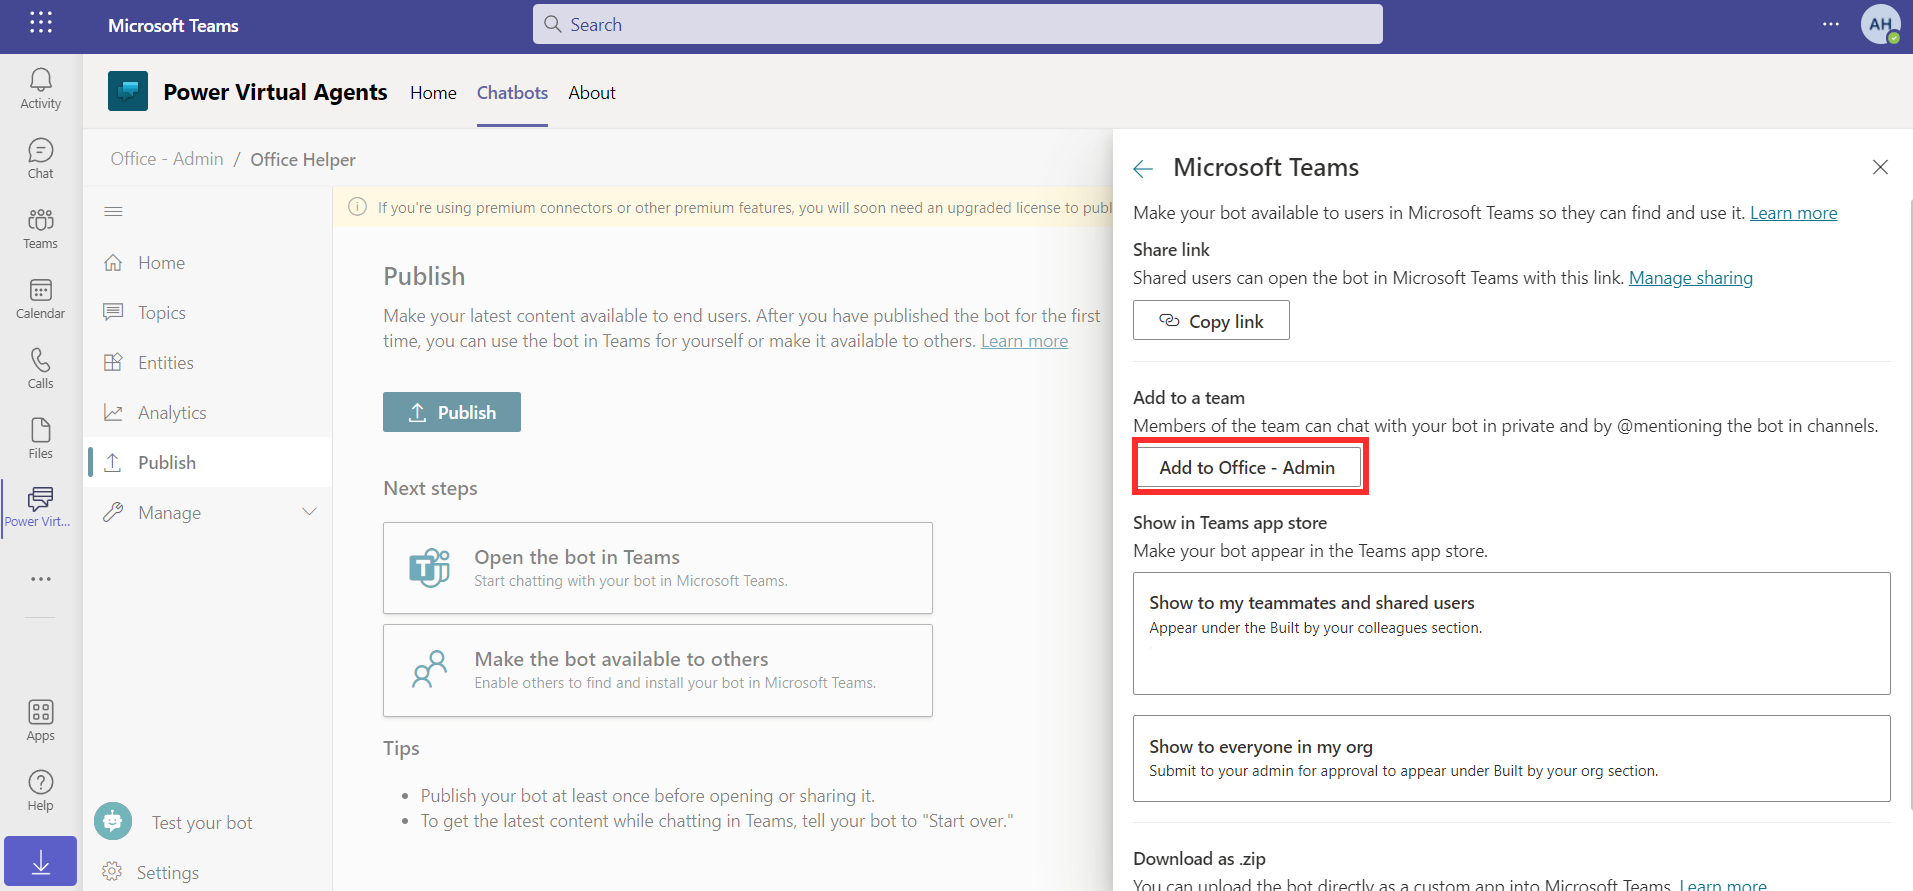 Microsoft Teams
Search
AH
Activity
Chat
Teams
Calendar
Calls
Files
Power Virt...
Apps
Help
Power Virtual Agents
Home
Chatbots
About
Office - Admin / Office Helper
Home
Topics
Entities
Analytics
Publish
Manage
Test your bot
Settings
If you're using premium connectors or other premium features, you will soon need an upgraded license to publ
Publish
Make your latest content available to end users. After you have published the bot for the first
time, you can use the bot in Teams for yourself or make it available to others. Learn more
Publish
Next steps
Open the bot in Teams
Start chatting with your bot in Microsoft Teams.
Make the bot available to others
Enable others to find and install your bot in Microsoft Teams.
Tips
• Publish your bot at least once before opening or sharing it.
• To get the latest content while chatting in Teams, tell your bot to "Start over."
Microsoft Teams
Make your bot available to users in Microsoft Teams so they can find and use it. Learn more
Share link
Shared users can open the bot in Microsoft Teams with this link. Manage sharing
Copy link
Add to a team
Members of the team can chat with your bot in private and by @mentioning the bot in channels.
Add to Office - Admin
Show in Teams app store
Make your bot appear in the Teams app store.
Show to my teammates and shared users
Appear under the Built by your colleagues section.
Show to everyone in my org
Submit to your admin for approval to appear under Built by your org section.
Download as .zip
You can upload the bot directly as a custom app into Microsoft Teams. Learn more